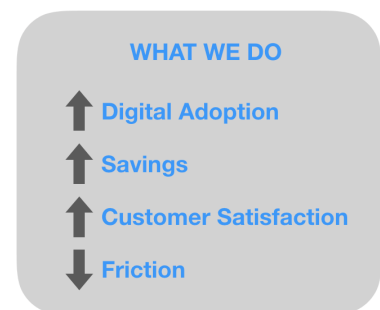 WHAT WE DO
Digital Adoption
Savings
Customer Satisfaction
Friction